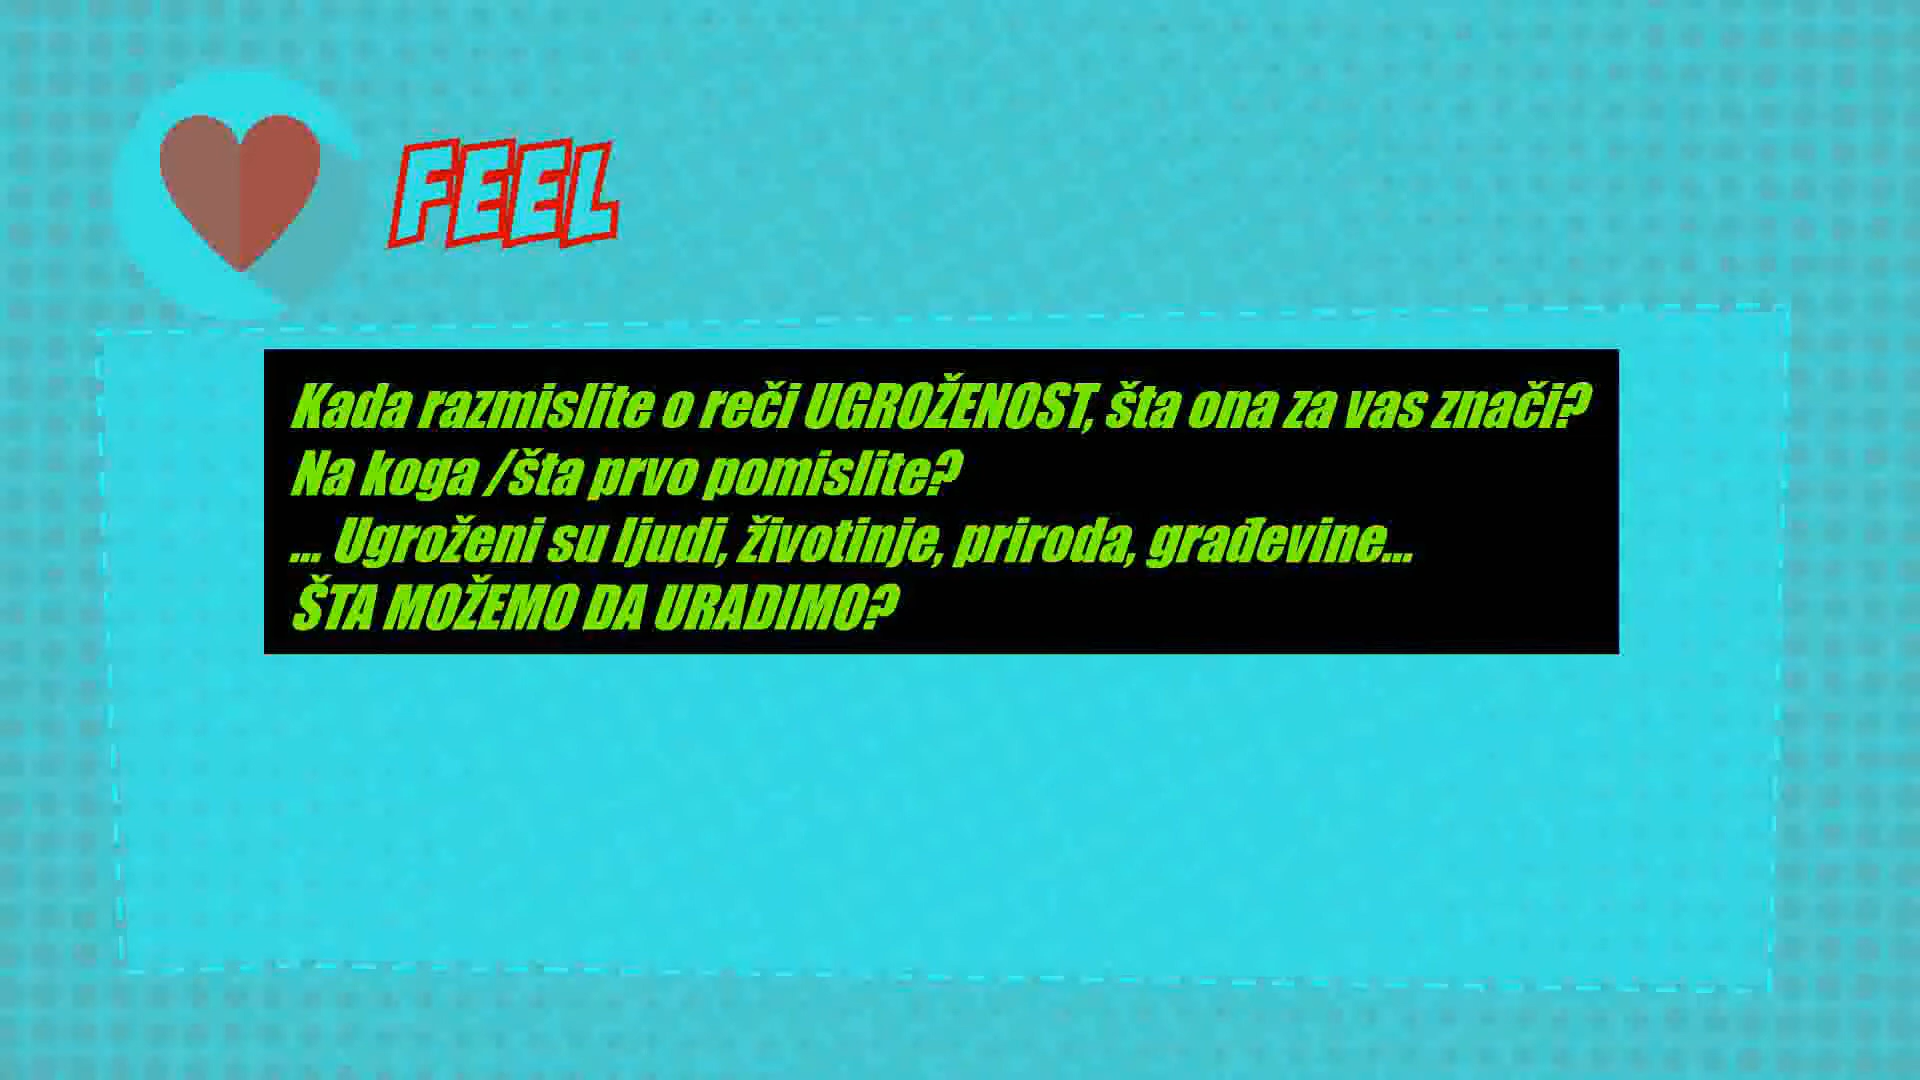 FEEL
Kada razmislite o reči UGROŽENOST, šta ona za vas znači?
Na koga /šta prvo pomislite?
... Ugroženi su ljudi, životinje, priroda, građevine...
ŠTA MOŽEMO DA URADIMO?